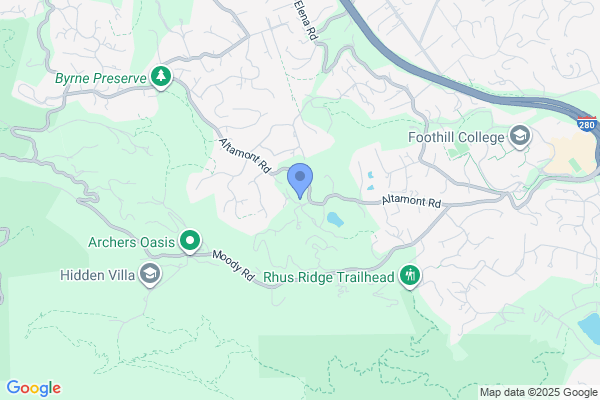 Elena Rd
Byrne Preserve
280
Foothill College
Altamont Rd
Altamont Rd
Archers Oasis
Moody Rd
Hidden Villa
Rhus Ridge Trailhead
Google
Map data ©2025 Google